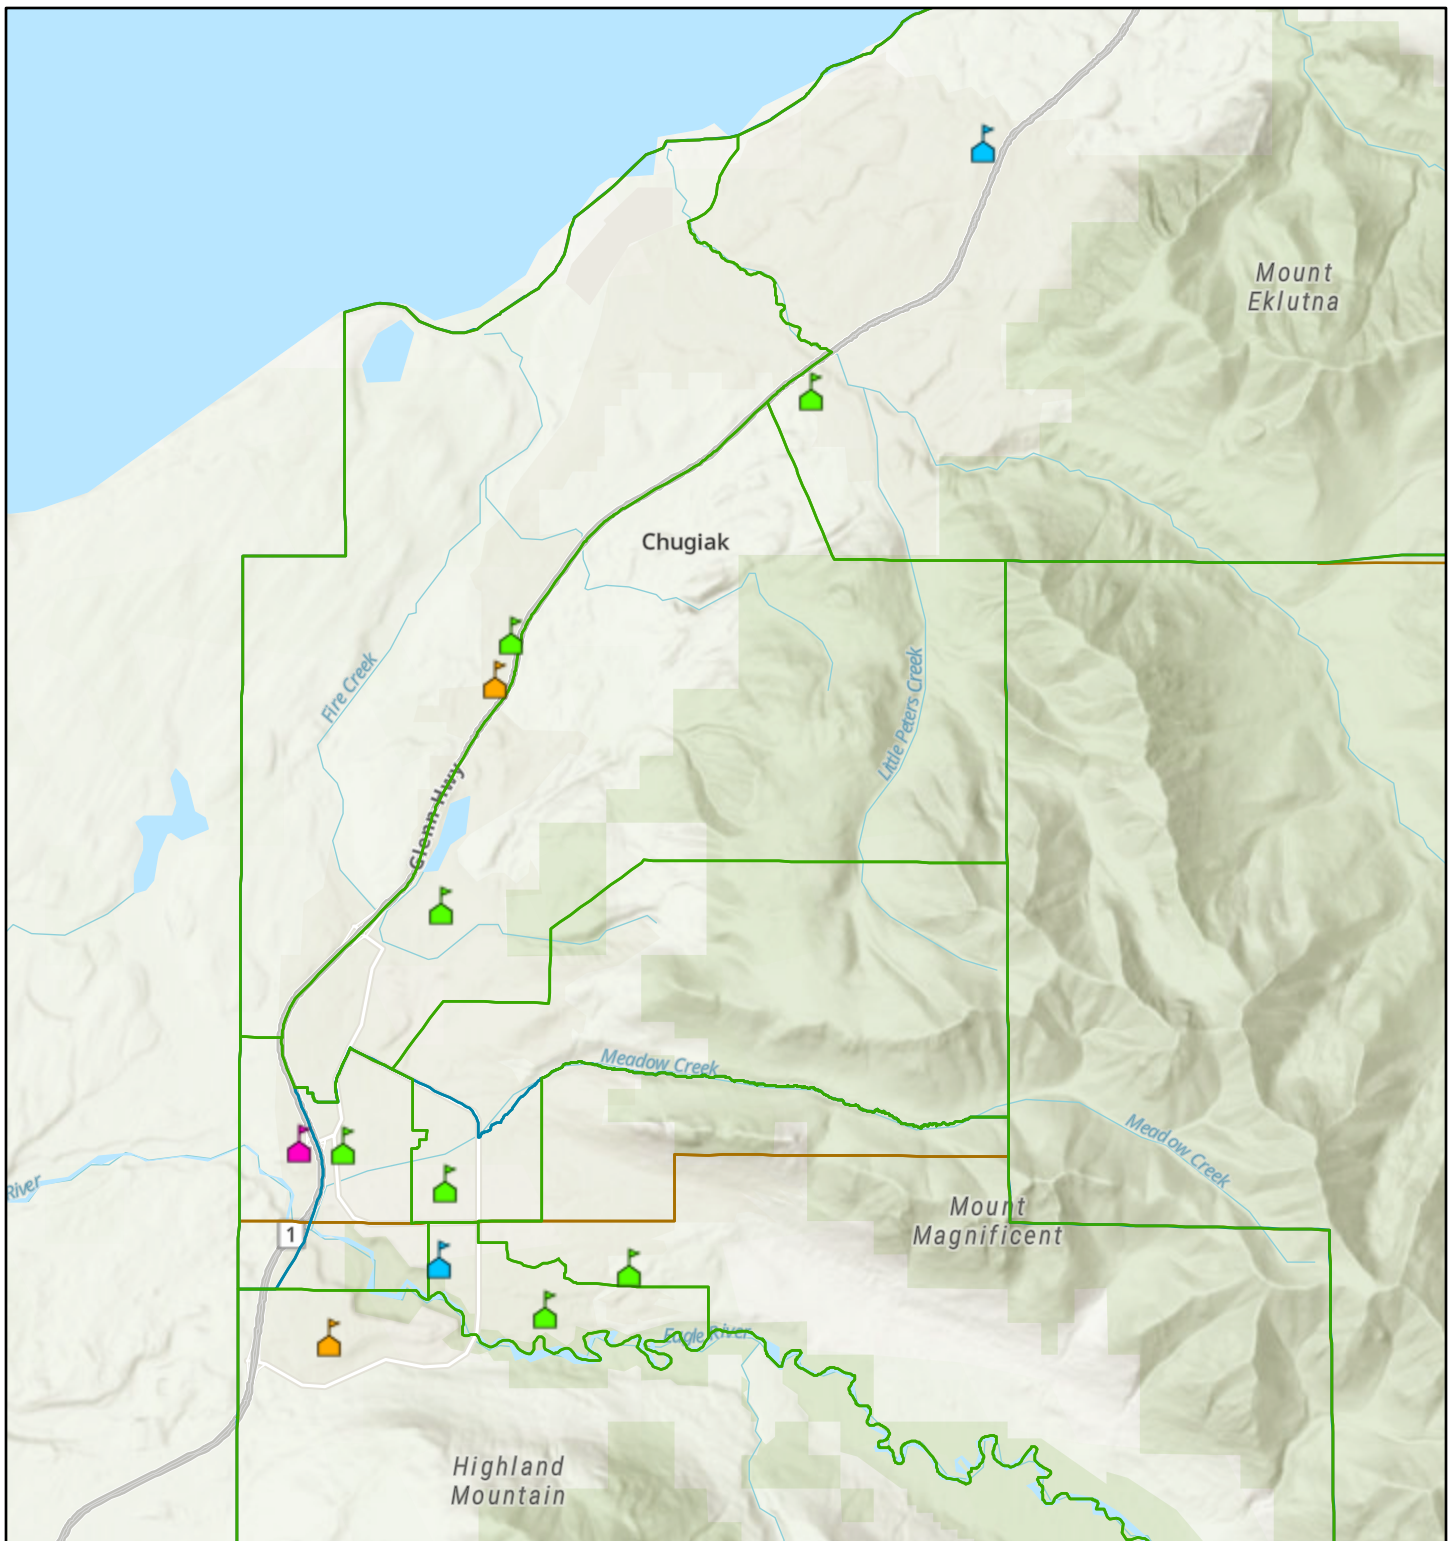 Mount
Eklutna
Chugiak
Fire Creek
Little Peters Creek
Glenn Hwy
Meadow Creek
Meadow Creek
River
1
Mount
Magnificent
Eagle River
Highland
Mountain